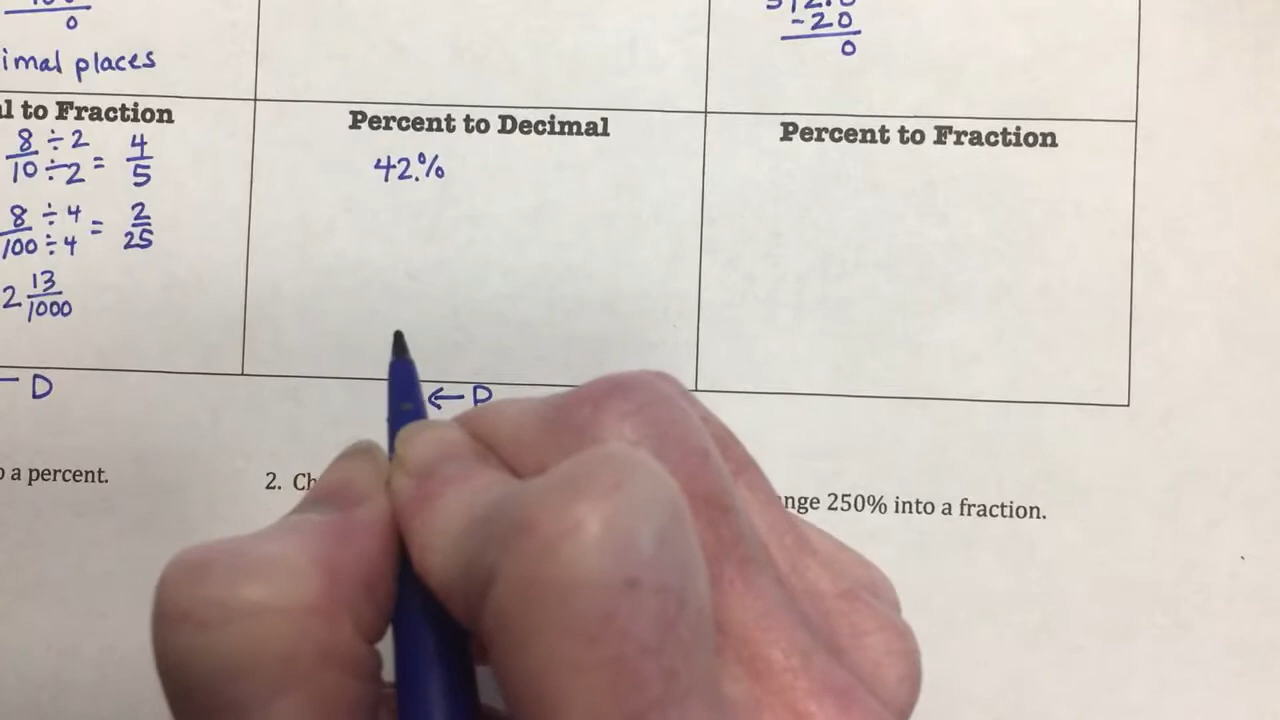 0
-20
0
imal places
l to Fraction
8 ÷2 4
10 ÷2 = 5
8 ÷ 4 2
100 ÷ 4 = 25
2 13
1000
Percent to Decimal
42.%
Percent to Fraction
← D
← P
o a percent.
2. Ch
nge 250% into a fraction.